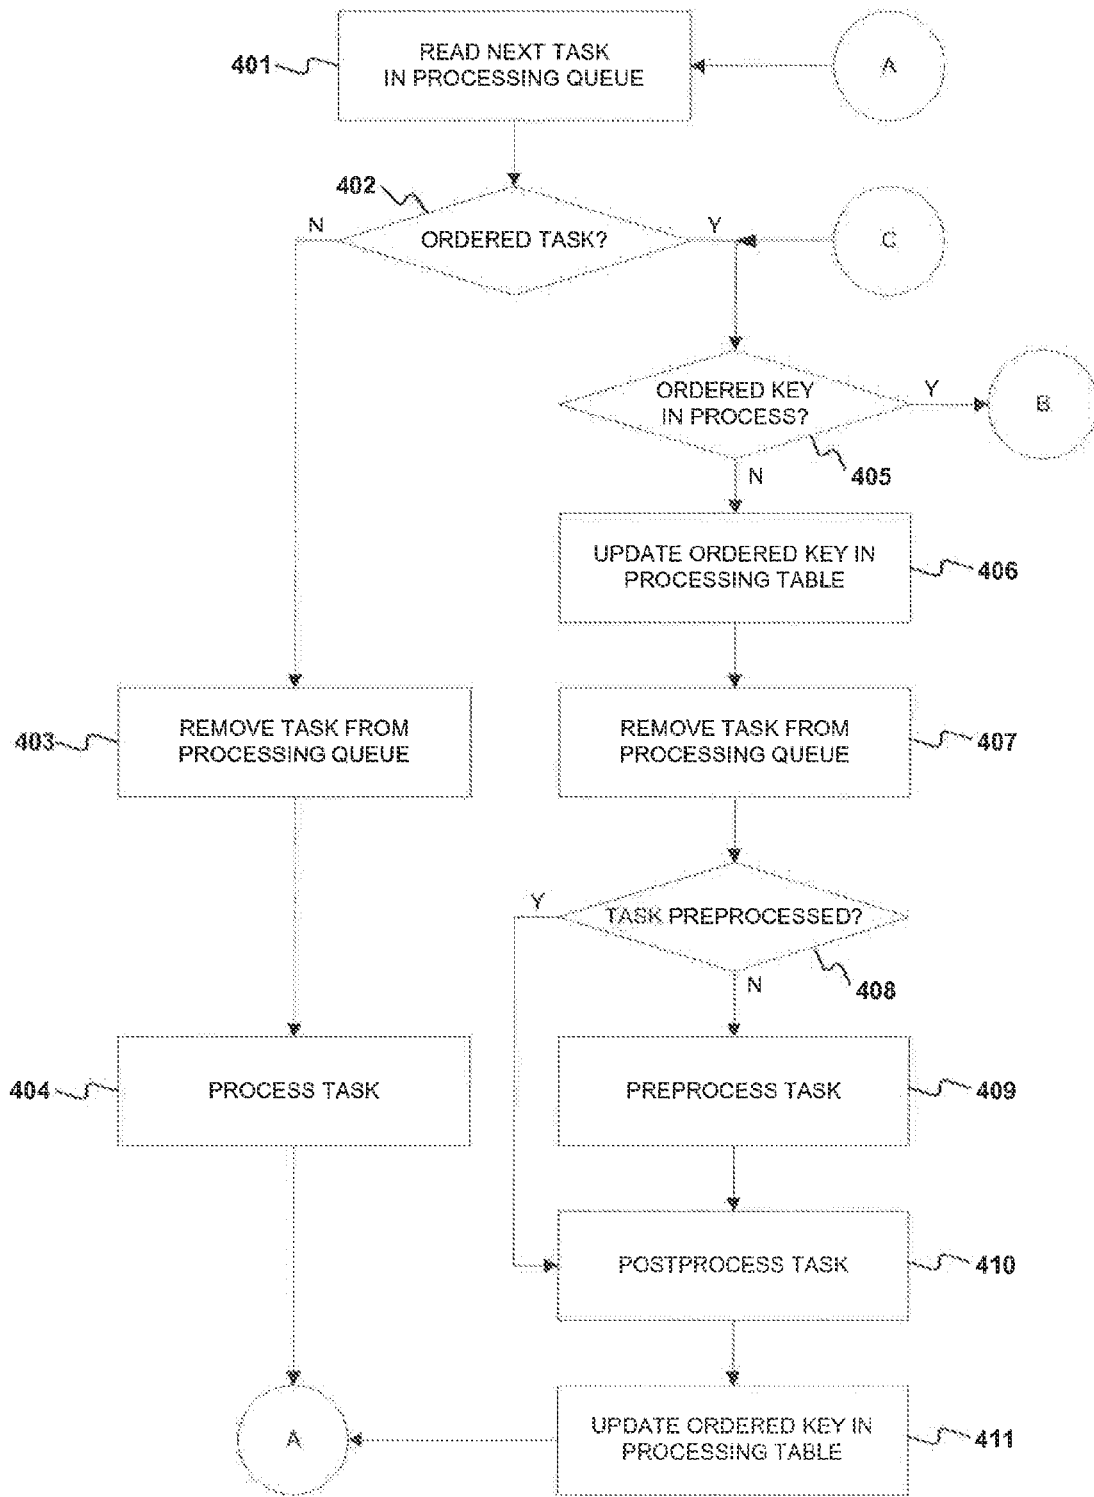 READ NEXT TASK
IN PROCESSING QUEUE
401
A
402
N
ORDERED TASK?
Y
C
ORDERED KEY
IN PROCESS?
Y
B
405
N
UPDATE ORDERED KEY IN
PROCESSING TABLE
406
403
REMOVE TASK FROM
PROCESSING QUEUE
REMOVE TASK FROM
PROCESSING QUEUE
407
Y
TASK PREPROCESSED?
408
N
404
PROCESS TASK
PREPROCESS TASK
409
POSTPROCESS TASK
410
A
UPDATE ORDERED KEY IN
PROCESSING TABLE
411